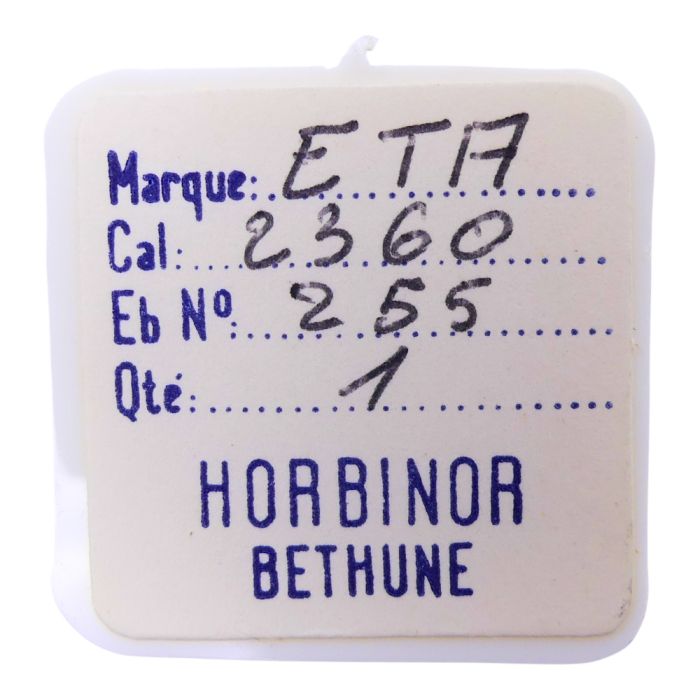 Marque: ETA
Cal: 2360
Eb Nº: 255
Qté: 1
HORBINOR
BETHUNE